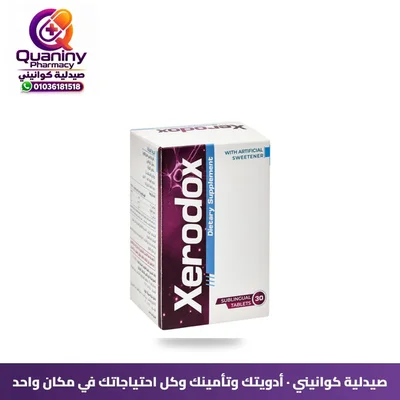 Quaniny
Pharmacy
صيدلية كوانيني
01036181518
Xerodox
Dietary Supplement
WITH ARTIFICIAL
SWEETENER
SUBLINGUAL
TABLETS
30
صيدلية كوانيني · أدويتك وتأمينك وكل احتياجاتك في مكان واحد